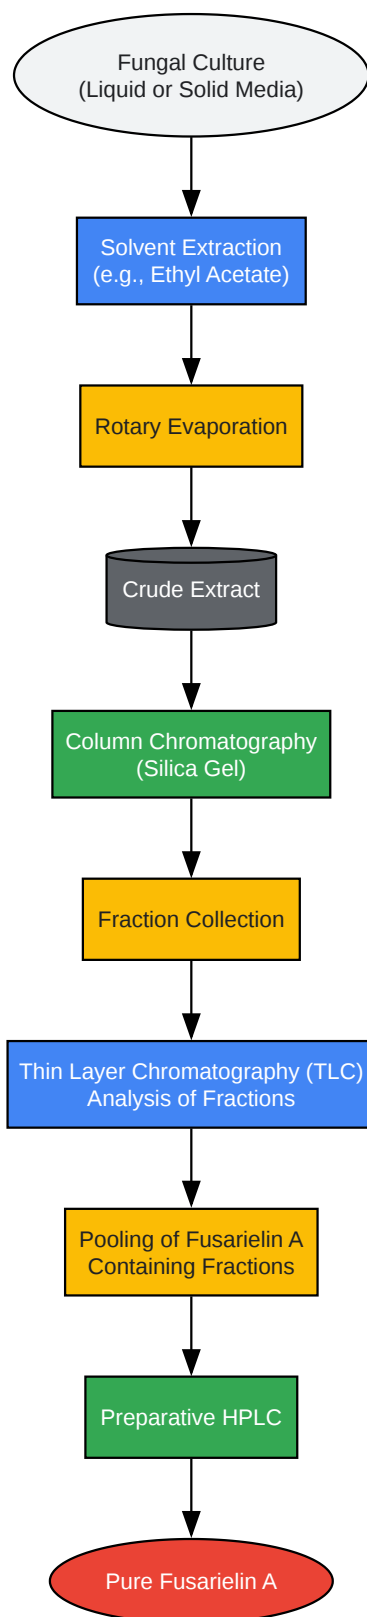 Fungal Culture
(Liquid or Solid Media)
Solvent Extraction
(e.g., Ethyl Acetate)
Rotary Evaporation
Crude Extract
Column Chromatography
(Silica Gel)
Fraction Collection
Thin Layer Chromatography (TLC)
Analysis of Fractions
Pooling of Fusarielin A
Containing Fractions
Preparative HPLC
Pure Fusarielin A